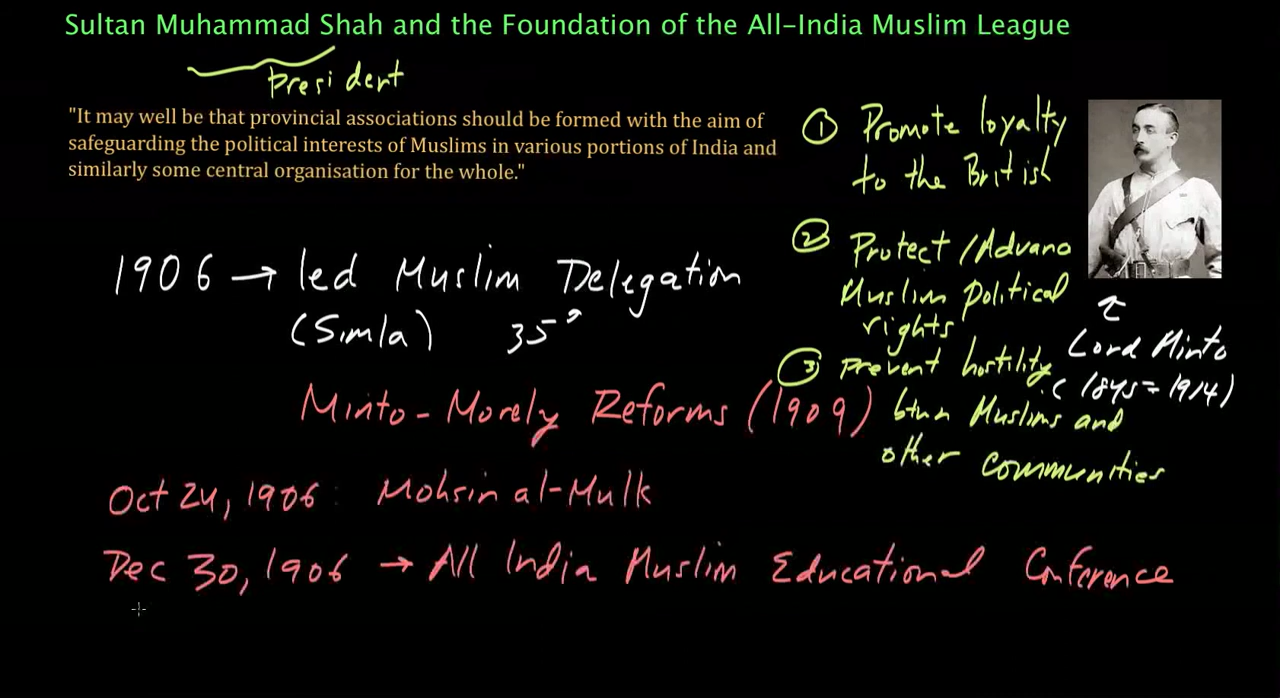 Sultan Muhammad Shah and the Foundation of the All-India Muslim League
President
"It may well be that provincial associations should be formed with the aim of
safeguarding the political interests of Muslims in various portions of India and
similarly some central organisation for the whole."
1906 → led Muslim Delegation
(Simla) 35
Minto-Morely Reforms (1909)
Oct 24, 1906: Mohsin al-Mulk
Dec 30, 1906 → All India Muslim Educational Conference
① Promote loyalty
to the British
② Protect/Advanc
Muslim political
rights
③ Prevent hostility
btwn Muslims and
other communities
Lord Minto
(1845-1914)